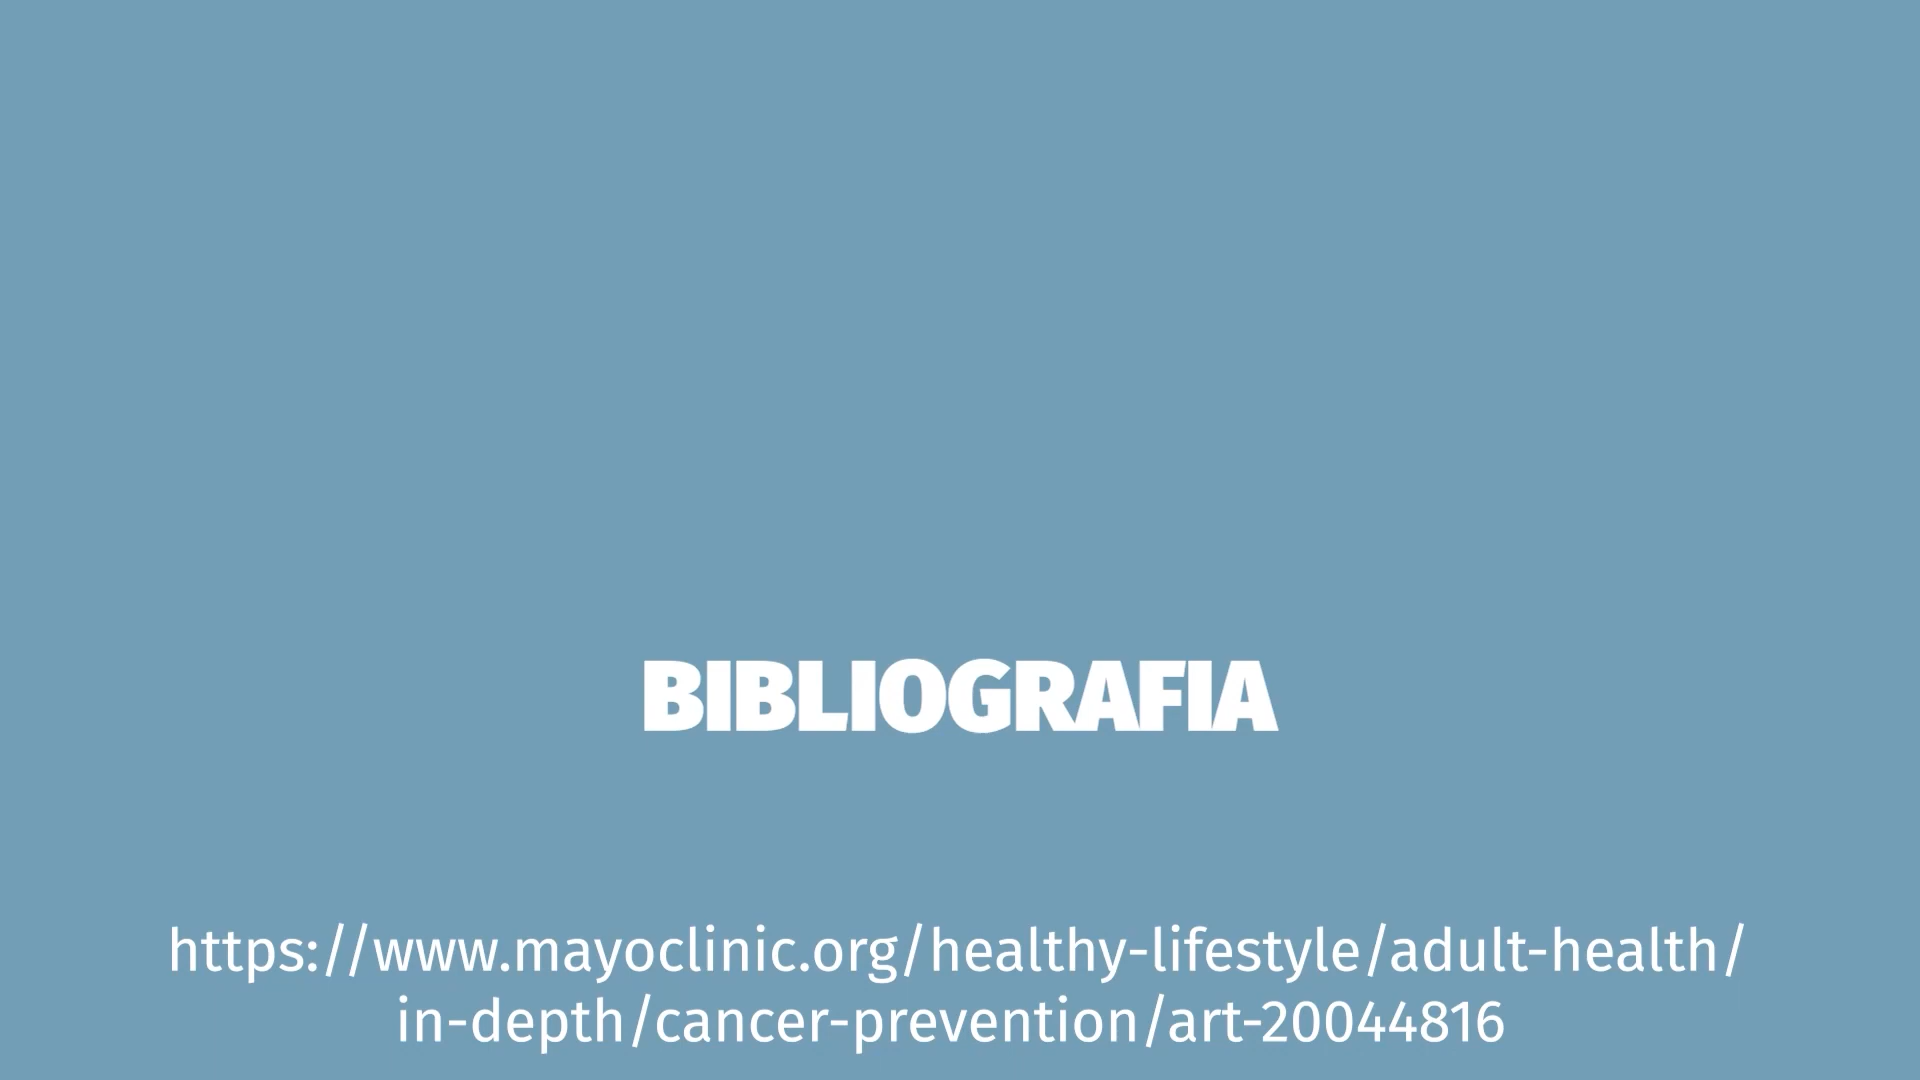 BIBLIOGRAFIA
https://www.mayoclinic.org/healthy-lifestyle/adult-health/
in-depth/cancer-prevention/art-20044816